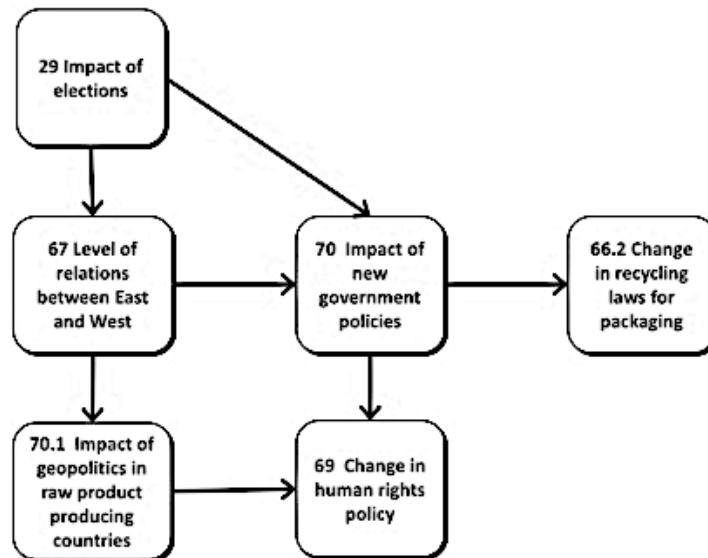 29 Impact of
elections
67 Level of
relations
between East
and West
70 Impact of
new
government
policies
66.2 Change
in recycling
laws for
packaging
70.1 Impact of
geopolitics in
raw product
producing
countries
69 Change in
human rights
policy